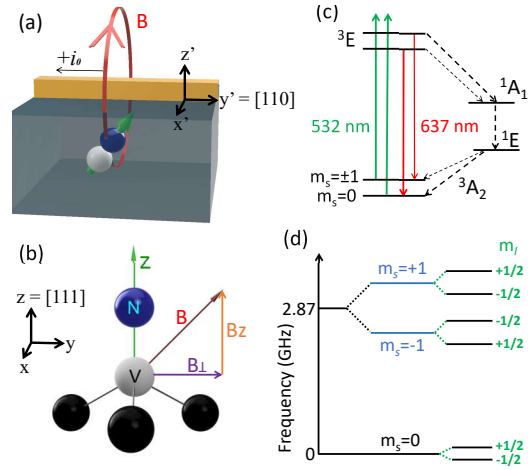 (a)
B
+i₀
z'
y' = [110]
x'
(b)
z
N
z = [111]
y
x
B
Bz
V
B⊥
(c)
³E
¹A₁
532 nm
637 nm
¹E
mₛ=±1
mₛ=0
³A₂
(d)
m_I
mₛ=+1
+1/2
-1/2
2.87
mₛ=-1
-1/2
+1/2
Frequency (GHz)
0
mₛ=0
+1/2
-1/2